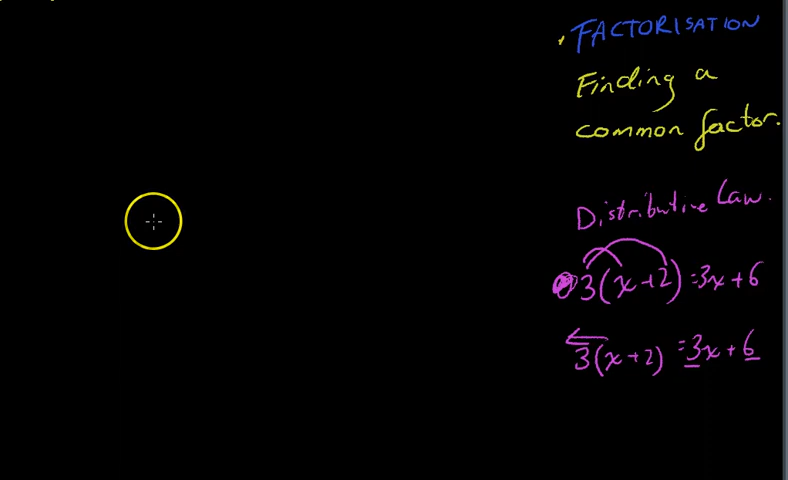 FACTORISATION
Finding a
common factor.
Distributive Law.
3(x+2)=3x+6
3(x+2)=3x+6